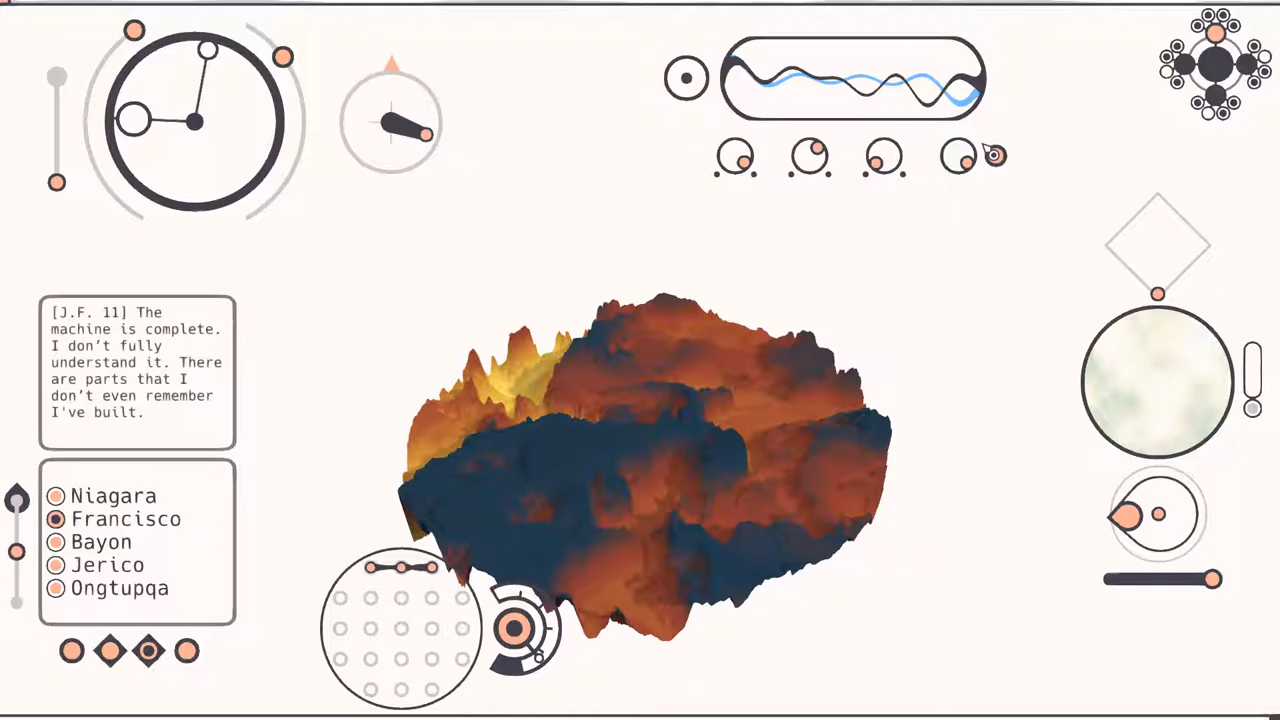 [J.F. 11] The
machine is complete.
I don’t fully
understand it. There
are parts that I
don’t even remember
I've built.
Niagara
Francisco
Bayon
Jerico
Ongtupqa